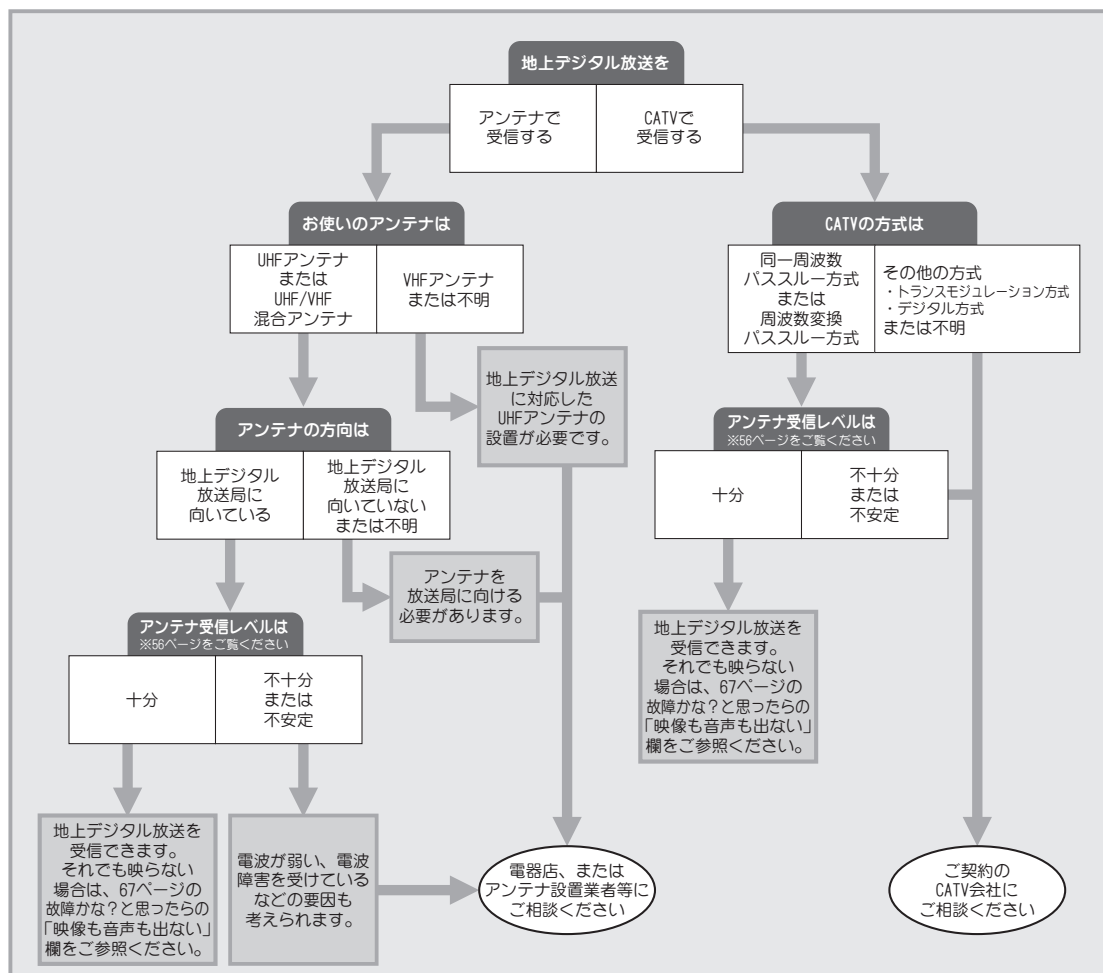 地上デジタル放送を
アンテナで
受信する
CATVで
受信する
お使いのアンテナは
UHFアンテナ
または
UHF/VHF
混合アンテナ
VHFアンテナ
または不明
CATVの方式は
同一周波数
パススルー方式
または
周波数変換
パススルー方式
その他の方式
・トランスモジュレーション方式
・デジタル方式
または不明
地上デジタル放送
に対応した
UHFアンテナの
設置が必要です。
アンテナの方向は
地上デジタル
放送局に
向いている
地上デジタル
放送局に
向いていない
または不明
アンテナ受信レベルは
※56ページをご覧ください
十分
不十分
または
不安定
アンテナを
放送局に向ける
必要があります。
アンテナ受信レベルは
※56ページをご覧ください
十分
不十分
または
不安定
地上デジタル放送を
受信できます。
それでも映らない
場合は、67ページの
故障かな?と思ったらの
「映像も音声も出ない」
欄をご参照ください。
地上デジタル放送を
受信できます。
それでも映らない
場合は、67ページの
故障かな?と思ったらの
「映像も音声も出ない」
欄をご参照ください。
電波が弱い、電波
障害を受けている
などの要因も
考えられます。
電器店、または
アンテナ設置業者等に
ご相談ください
ご契約の
CATV会社に
ご相談ください